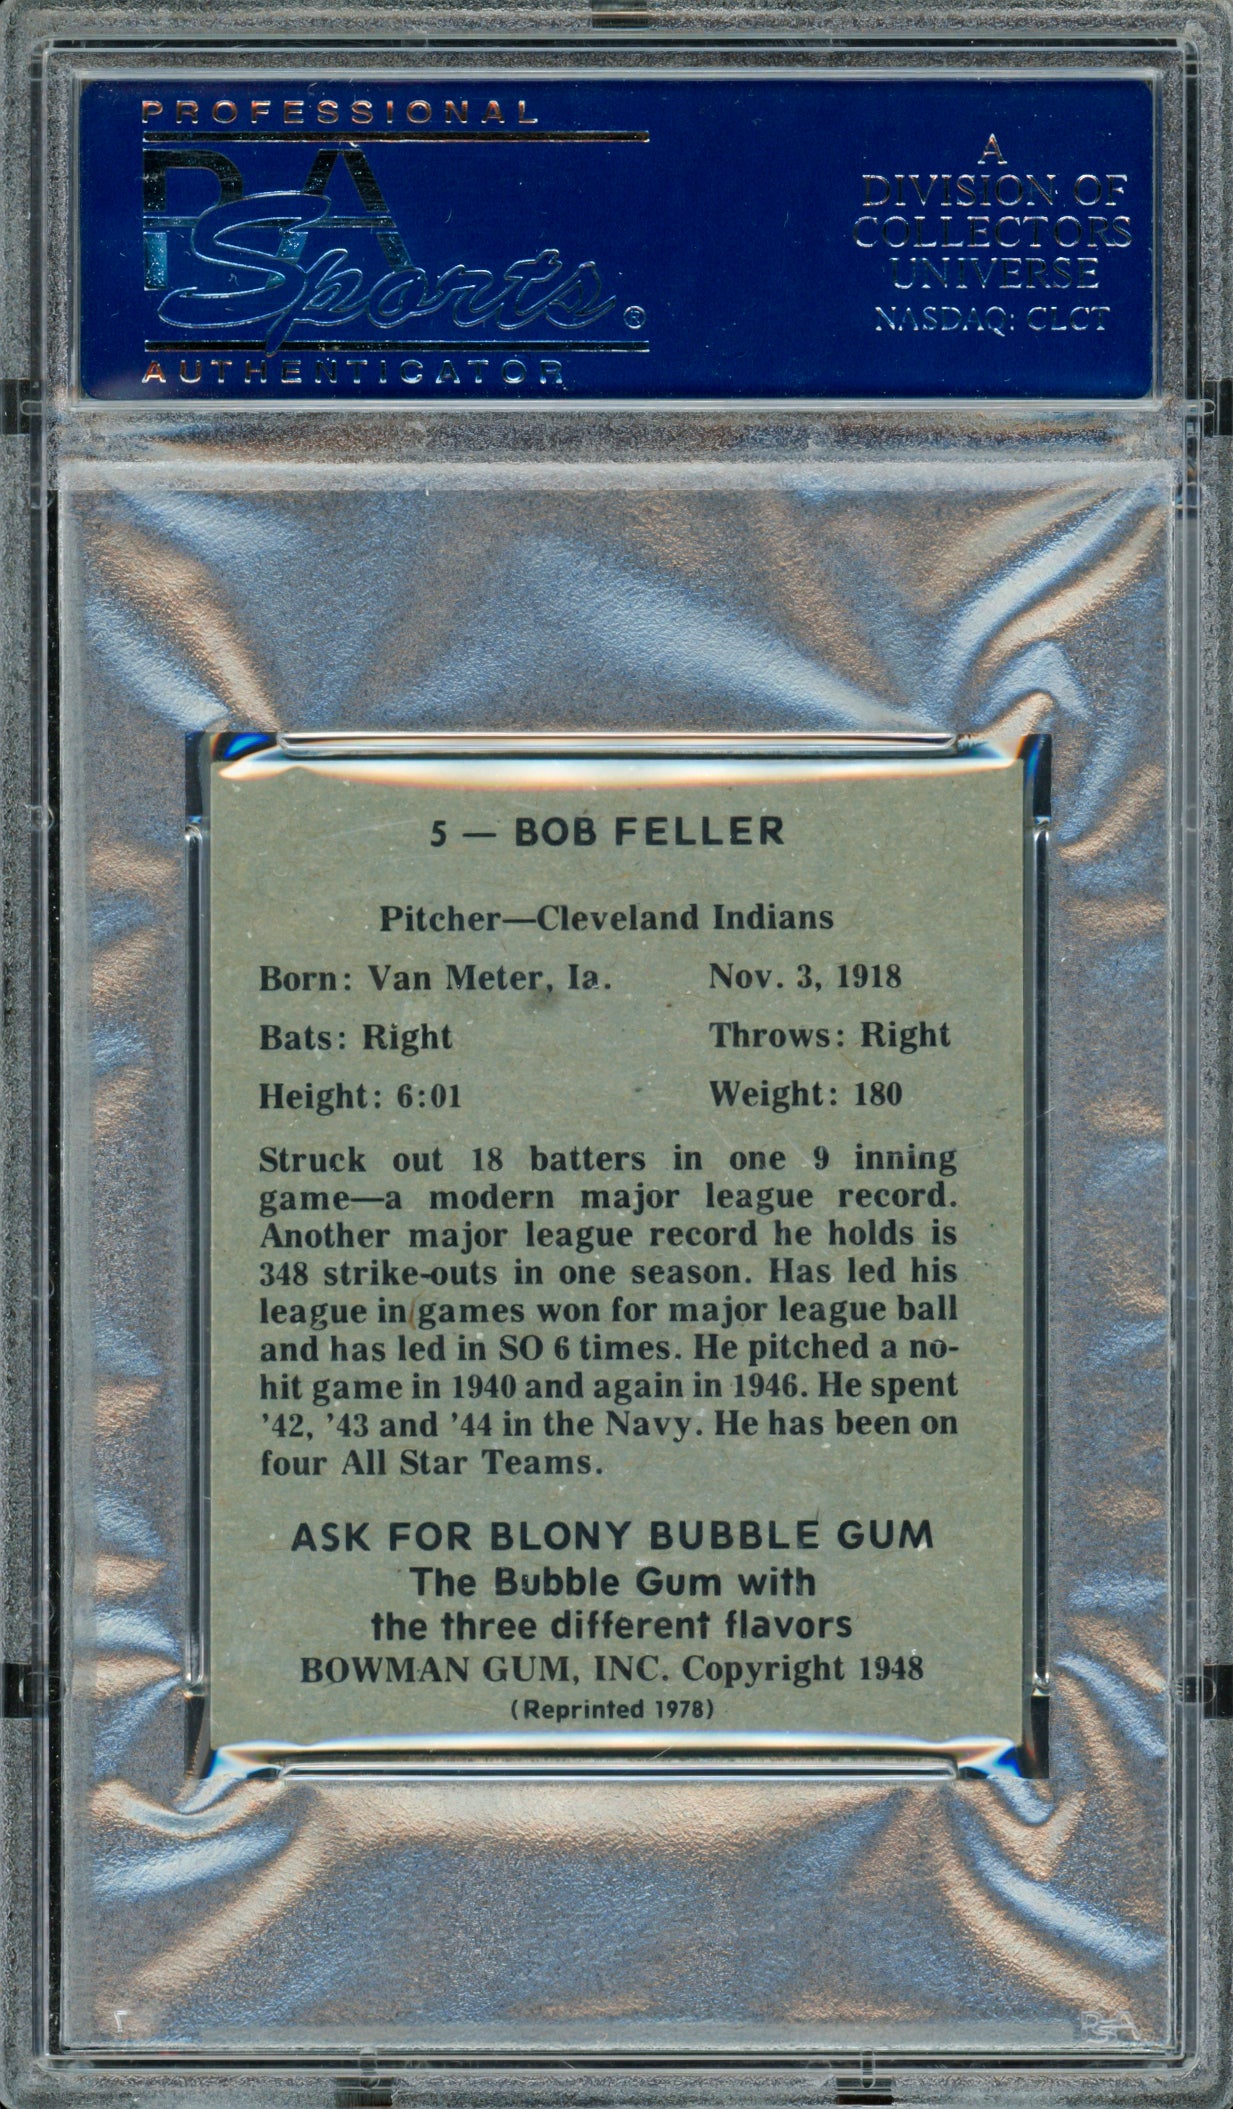 PROFESSIONAL
PSA
Sports®
AUTHENTICATOR
A
DIVISION OF
COLLECTORS
UNIVERSE
NASDAQ: CLCT
5 — BOB FELLER
Pitcher—Cleveland Indians
Born: Van Meter, Ia. Nov. 3, 1918
Bats: Right Throws: Right
Height: 6:01 Weight: 180
Struck out 18 batters in one 9 inning
game—a modern major league record.
Another major league record he holds is
348 strike-outs in one season. Has led his
league in games won for major league ball
and has led in SO 6 times. He pitched a no-
hit game in 1940 and again in 1946. He spent
'42, '43 and '44 in the Navy. He has been on
four All Star Teams.
ASK FOR BLONY BUBBLE GUM
The Bubble Gum with
the three different flavors
BOWMAN GUM, INC. Copyright 1948
(Reprinted 1978)
PSA